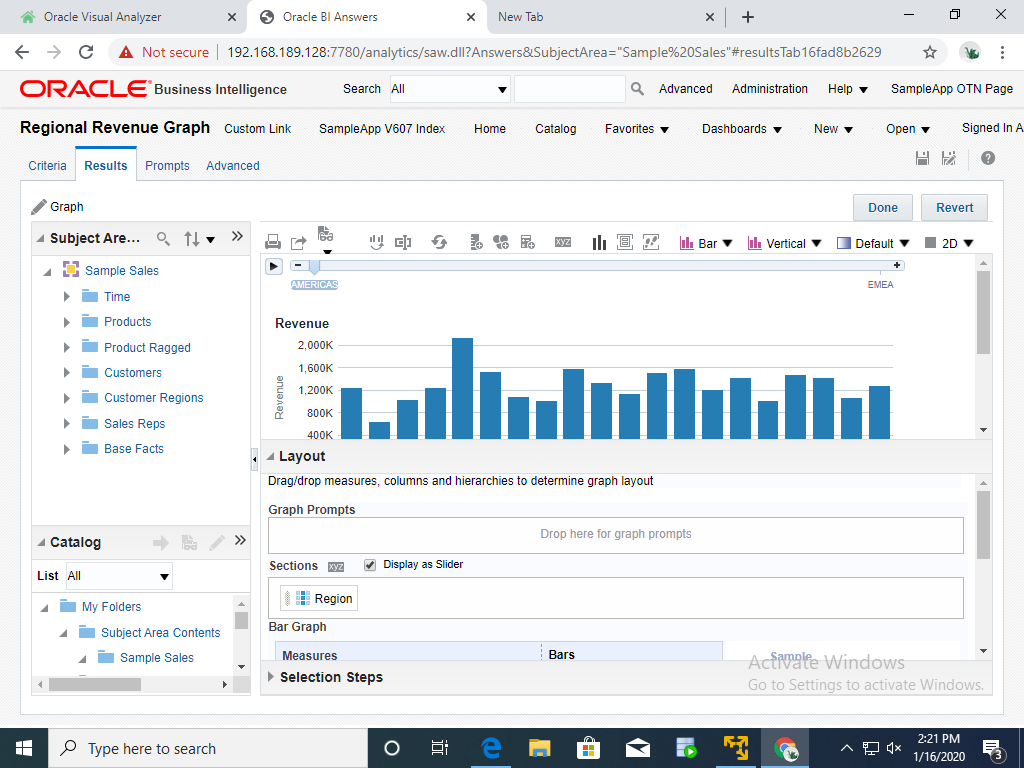 Oracle Visual Analyzer
Oracle BI Answers
New Tab
Not secure
192.168.189.128:7780/analytics/saw.dll?Answers&SubjectArea="Sample%20Sales"#resultsTab16fad8b2629
ORACLE Business Intelligence
Search
All
Advanced
Administration
Help
SampleApp OTN Page
Regional Revenue Graph
Custom Link
SampleApp V607 Index
Home
Catalog
Favorites
Dashboards
New
Open
Signed In A
Criteria
Results
Prompts
Advanced
Graph
Done
Revert
Subject Are...
xyz
Bar
Vertical
Default
2D
Sample Sales
Time
Products
Product Ragged
Customers
Customer Regions
Sales Reps
Base Facts
AMERICAS
EMEA
Revenue
2,000K
1,600K
1,200K
800K
400K
Revenue
Layout
Drag/drop measures, columns and hierarchies to determine graph layout
Graph Prompts
Drop here for graph prompts
Sections xyz Display as Slider
Region
Bar Graph
Measures
Bars
Sample
Catalog
List All
My Folders
Subject Area Contents
Sample Sales
Selection Steps
Activate Windows
Go to Settings to activate Windows.
Type here to search
2:21 PM
1/16/2020
3